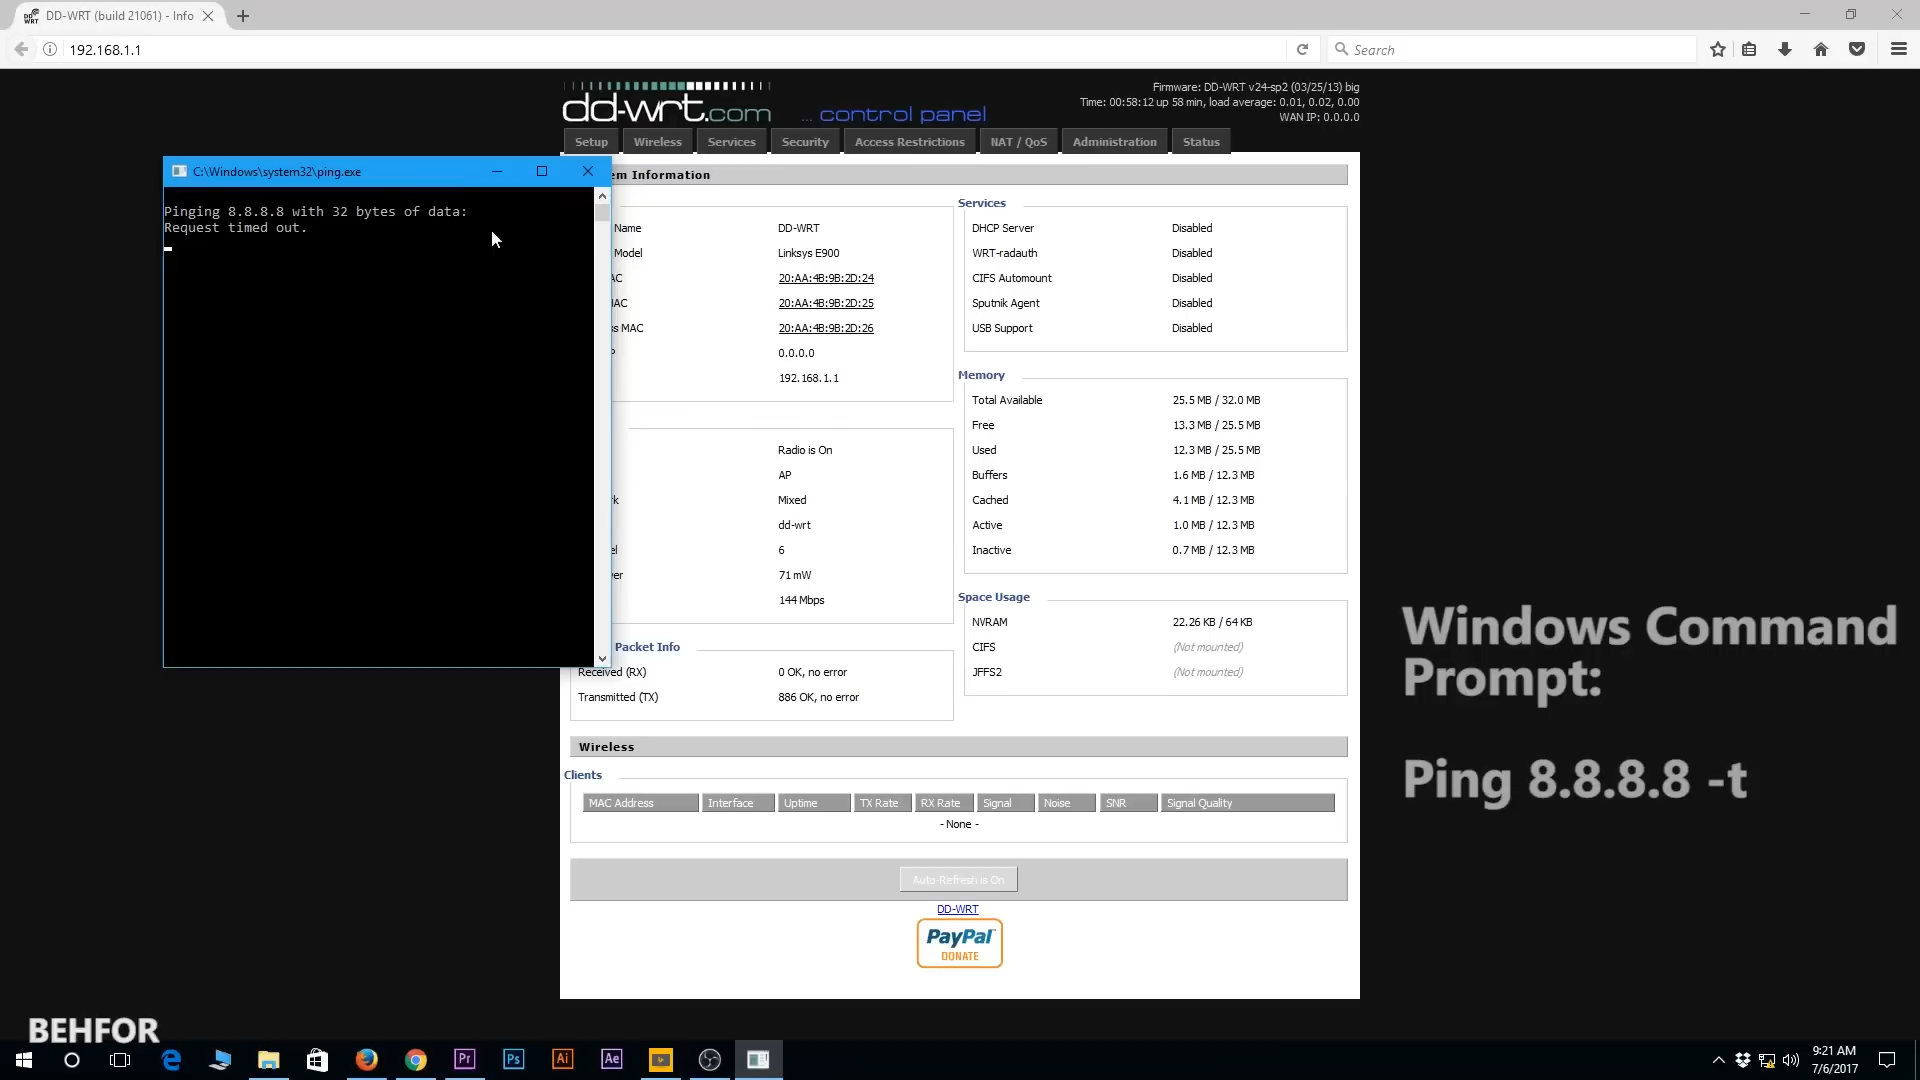 DD-WRT (build 21061) - Info
192.168.1.1
Search
dd-wrt.com
... control panel
Firmware: DD-WRT v24-sp2 (03/25/13) big
Time: 00:58:12 up 58 min, load average: 0.01, 0.02, 0.00
WAN IP: 0.0.0.0
Setup Wireless Services Security Access Restrictions NAT / QoS Administration Status
C:\Windows\system32\ping.exe
Pinging 8.8.8.8 with 32 bytes of data:
Request timed out.
em Information
Name DD-WRT
Model Linksys E900
AC 20:AA:4B:9B:2D:24
AC 20:AA:4B:9B:2D:25
s MAC 20:AA:4B:9B:2D:26
P 0.0.0.0
192.168.1.1
Radio is On
AP
k Mixed
dd-wrt
el 6
er 71 mW
144 Mbps
Packet Info
Received (RX) 0 OK, no error
Transmitted (TX) 886 OK, no error
Services
DHCP Server Disabled
WRT-radauth Disabled
CIFS Automount Disabled
Sputnik Agent Disabled
USB Support Disabled
Memory
Total Available 25.5 MB / 32.0 MB
Free 13.3 MB / 25.5 MB
Used 12.3 MB / 25.5 MB
Buffers 1.6 MB / 12.3 MB
Cached 4.1 MB / 12.3 MB
Active 1.0 MB / 12.3 MB
Inactive 0.7 MB / 12.3 MB
Space Usage
NVRAM 22.26 KB / 64 KB
CIFS (Not mounted)
JFFS2 (Not mounted)
Wireless
Clients
MAC Address Interface Uptime TX Rate RX Rate Signal Noise SNR Signal Quality
- None -
Auto-Refresh is On
DD-WRT
PayPal
DONATE
Windows Command
Prompt:
Ping 8.8.8.8 -t
BEHFOR
Pr Ps Ai Ae
9:21 AM
7/6/2017